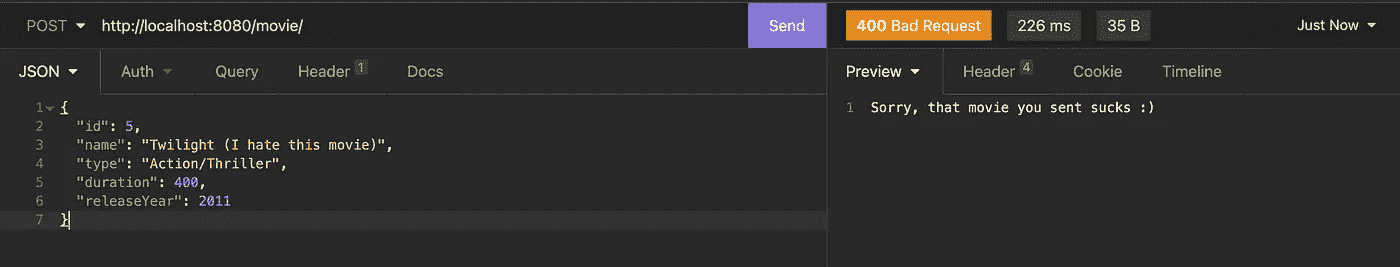 POST http://localhost:8080/movie/ Send 400 Bad Request 226 ms 35 B Just Now
JSON Auth Query Header 1 Docs Preview Header 4 Cookie Timeline
1 { 1 Sorry, that movie you sent sucks :)
2 "id": 5,
3 "name": "Twilight (I hate this movie)",
4 "type": "Action/Thriller",
5 "duration": 400,
6 "releaseYear": 2011
7 }